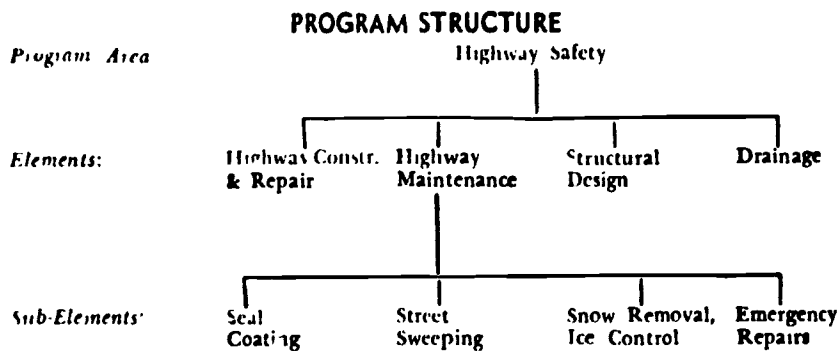 PROGRAM STRUCTURE
Program Area Highway Safety
Elements: Highway Constr. Highway Structural Drainage
& Repair Maintenance Design
Sub-Elements: Seal Street Snow Removal, Emergency
Coating Sweeping Ice Control Repairs